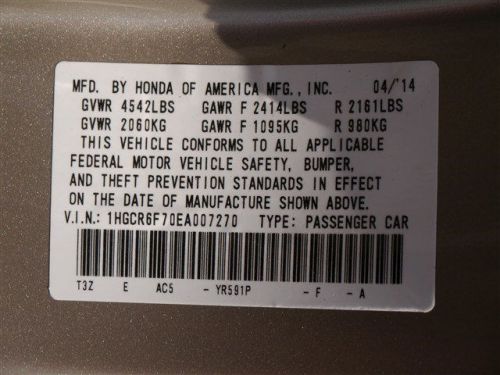 MFD. BY HONDA OF AMERICA MFG., INC. 04/'14
GVWR 4542LBS GAWR F 2414LBS R 2161LBS
GVWR 2060KG GAWR F 1095KG R 980KG
THIS VEHICLE CONFORMS TO ALL APPLICABLE
FEDERAL MOTOR VEHICLE SAFETY, BUMPER,
AND THEFT PREVENTION STANDARDS IN EFFECT
ON THE DATE OF MANUFACTURE SHOWN ABOVE.
V.I.N.: 1HGCR6F70EA007270 TYPE: PASSENGER CAR
T3Z E AC5 - YR591P - F - A